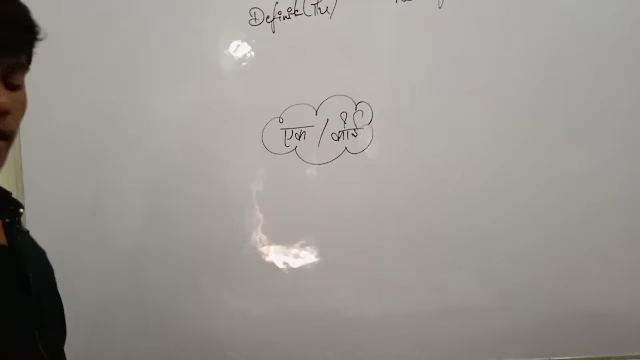 Definite(The)
एक / कोई